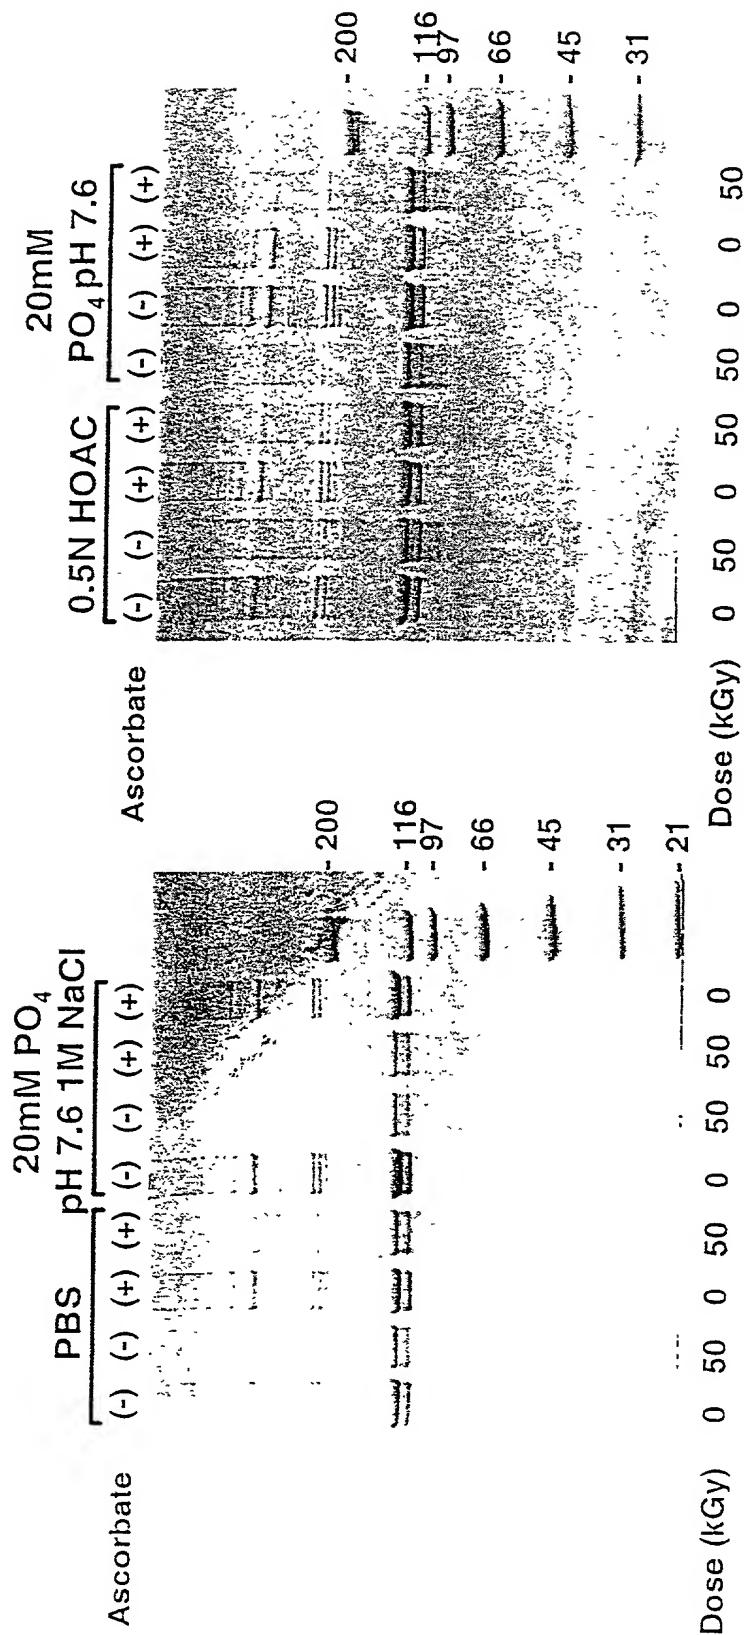 PBS
20mM PO4
pH 7.6 1M NaCl
Ascorbate (-) (-) (+) (+) (-) (-) (+) (+)
- 200
- 116
- 97
- 66
- 45
- 31
- 21
Dose (kGy) 0 50 0 50 0 50 50 0
0.5N HOAC
20mM
PO4 pH 7.6
Ascorbate (-) (-) (+) (+) (-) (-) (+) (+)
- 200
- 116
- 97
- 66
- 45
- 31
Dose (kGy) 0 50 0 50 50 0 0 50